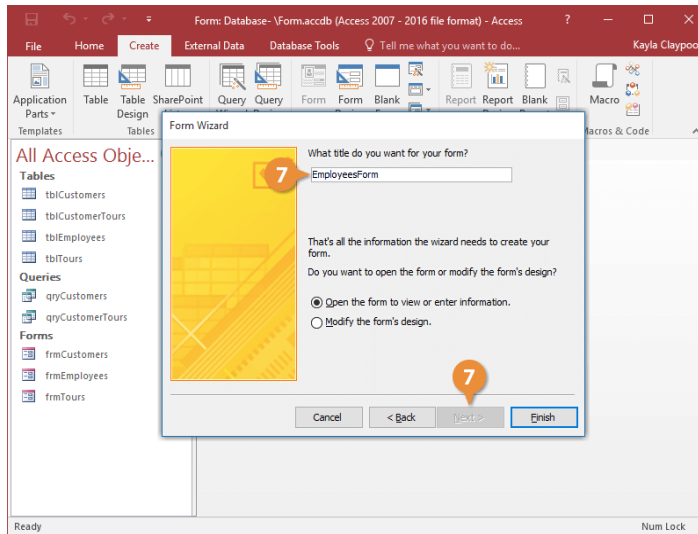 Form: Database- \Form.accdb (Access 2007 - 2016 file format) - Access ?
File Home Create External Data Database Tools Tell me what you want to do... Kayla Claypoo
Application Parts Table Table Design SharePoint Query Query Form Form Blank Report Report Blank Macro
Templates Tables Macros & Code
Form Wizard
All Access Obje...
Tables
tblCustomers
tblCustomerTours
tblEmployees
tblTours
Queries
qryCustomers
qryCustomerTours
Forms
frmCustomers
frmEmployees
frmTours
What title do you want for your form?
7
EmployeesForm
That's all the information the wizard needs to create your
form.
Do you want to open the form or modify the form's design?
Open the form to view or enter information.
Modify the form's design.
7
Cancel < Back Next > Finish
Ready Num Lock